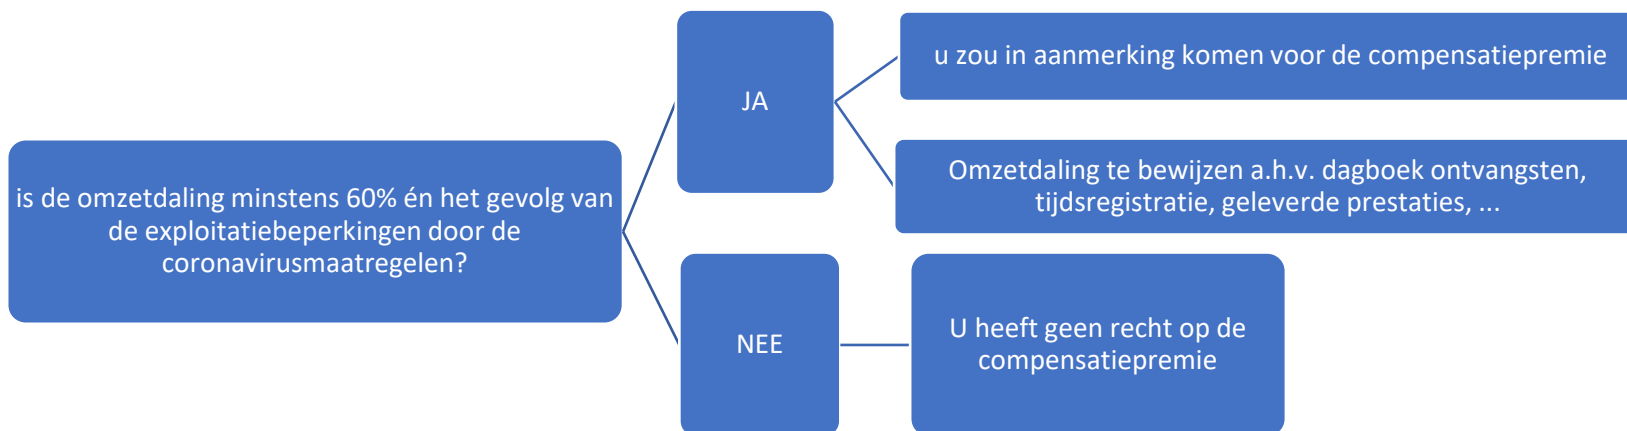 is de omzetdaling minstens 60% én het gevolg van
de exploitatiebeperkingen door de
coronavirusmaatregelen?
JA
u zou in aanmerking komen voor de compensatiepremie
Omzetdaling te bewijzen a.h.v. dagboek ontvangsten,
tijdsregistratie, geleverde prestaties, ...
NEE
U heeft geen recht op de
compensatiepremie